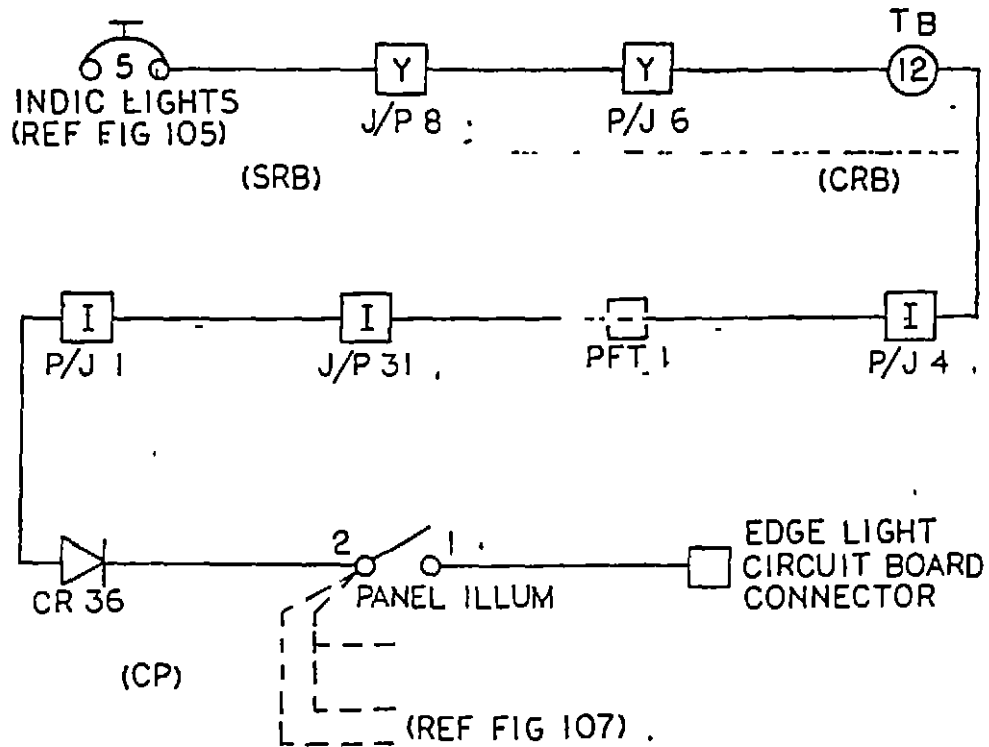 T B
5
Y
Y
12
INDIC LIGHTS
(REF FIG 105)
J/P 8
P/J 6
(SRB)
(CRB)
I
I
I
P/J 1
J/P 31
PFT 1
P/J 4
2
1
EDGE LIGHT
CIRCUIT BOARD
CONNECTOR
CR 36
PANEL ILLUM
(CP)
(REF FIG 107)